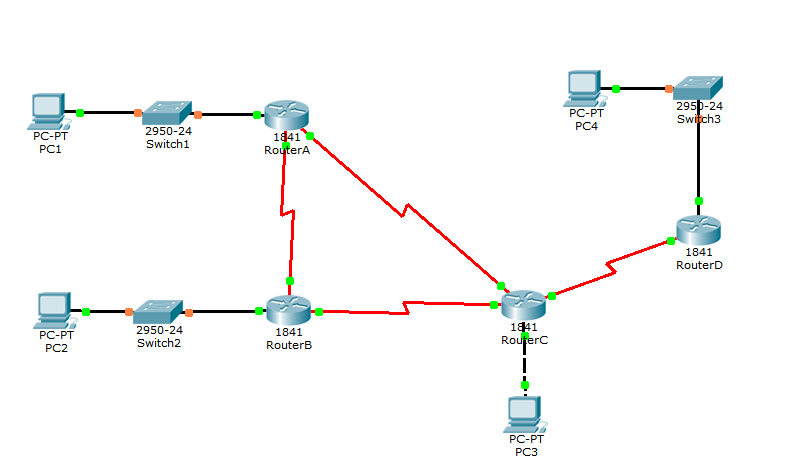 PC-PT
PC1
2950-24
Switch1
1841
RouterA
PC-PT
PC4
2950-24
Switch3
1841
RouterD
PC-PT
PC2
2950-24
Switch2
1841
RouterB
1841
RouterC
PC-PT
PC3